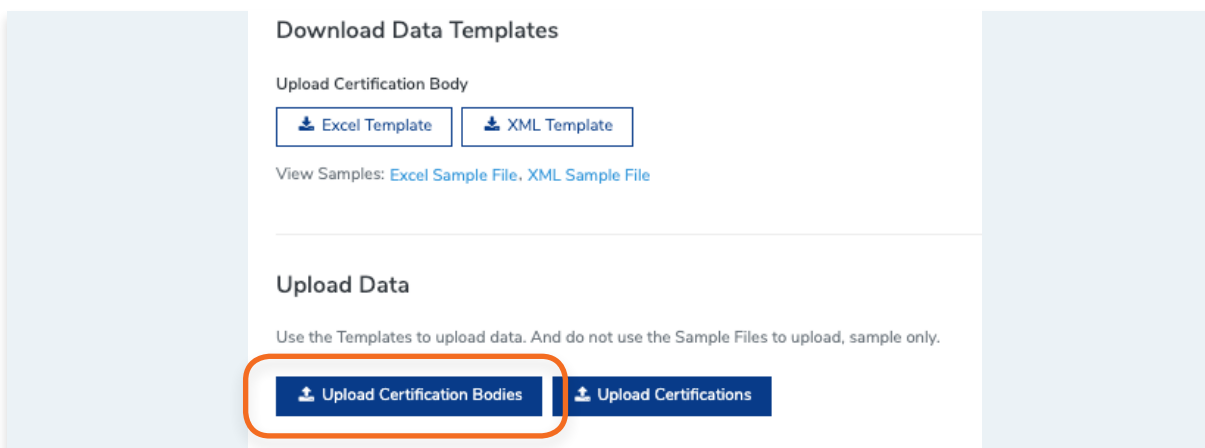 Download Data Templates
Upload Certification Body
Excel Template XML Template
View Samples: Excel Sample File, XML Sample File
Upload Data
Use the Templates to upload data. And do not use the Sample Files to upload, sample only.
Upload Certification Bodies Upload Certifications